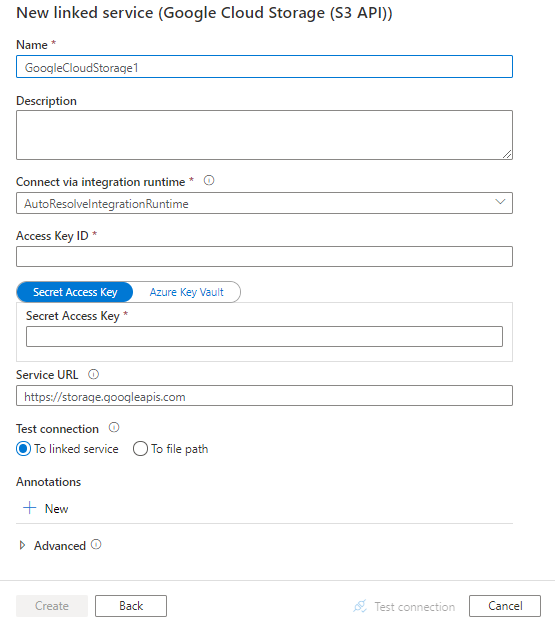 New linked service (Google Cloud Storage (S3 API))
Name *
GoogleCloudStorage1
Description
Connect via integration runtime *
AutoResolveIntegrationRuntime
Access Key ID *
Secret Access Key Azure Key Vault
Secret Access Key *
Service URL
https://storage.googleapis.com
Test connection
To linked service To file path
Annotations
New
Advanced
Create Back Test connection Cancel